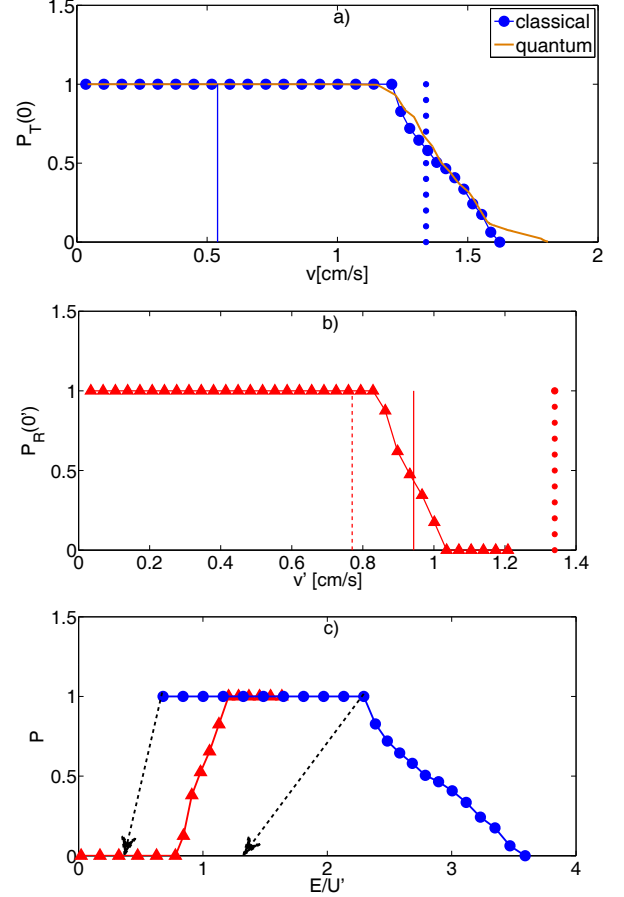 1.5
a)
classical
quantum
1
P_T(0)
0.5
0
0 0.5 1 1.5 2
v[cm/s]
1.5
b)
1
P_R(0')
0.5
0
0 0.2 0.4 0.6 0.8 1 1.2 1.4
v' [cm/s]
1.5
c)
1
P
0.5
0
0 1 2 3 4
E/U'